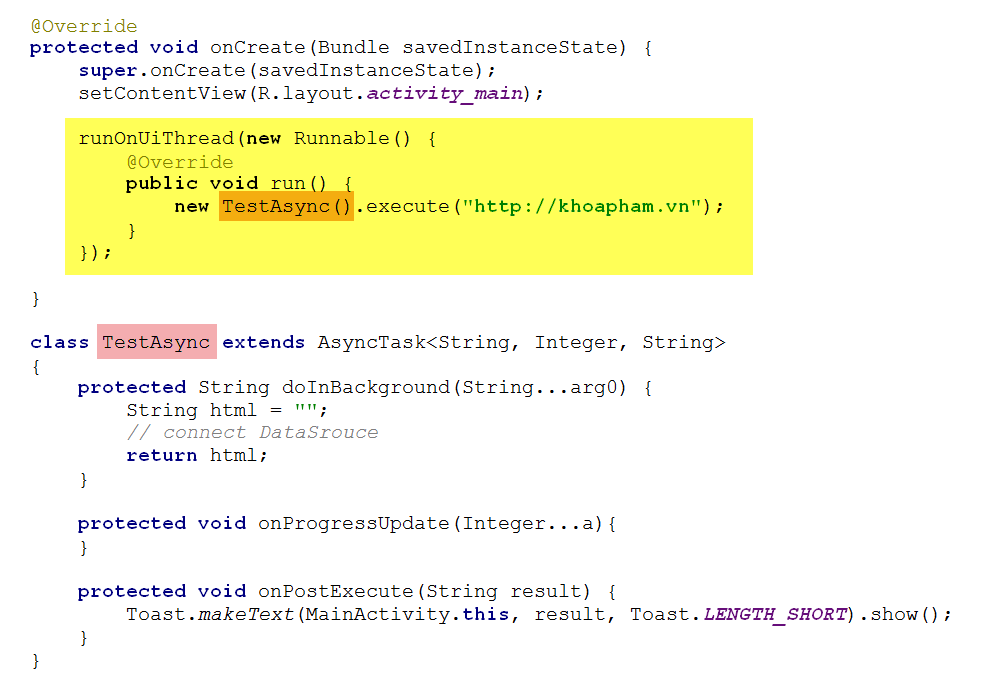 @Override
protected void onCreate(Bundle savedInstanceState) {
super.onCreate(savedInstanceState);
setContentView(R.layout.activity_main);
runOnUiThread(new Runnable() {
@Override
public void run() {
new TestAsync().execute("http://khoapham.vn");
}
});
}
class TestAsync extends AsyncTask<String, Integer, String>
{
protected String doInBackground(String...arg0) {
String html = "";
// connect DataSrouce
return html;
}
protected void onProgressUpdate(Integer...a){
}
protected void onPostExecute(String result) {
Toast.makeText(MainActivity.this, result, Toast.LENGTH_SHORT).show();
}
}